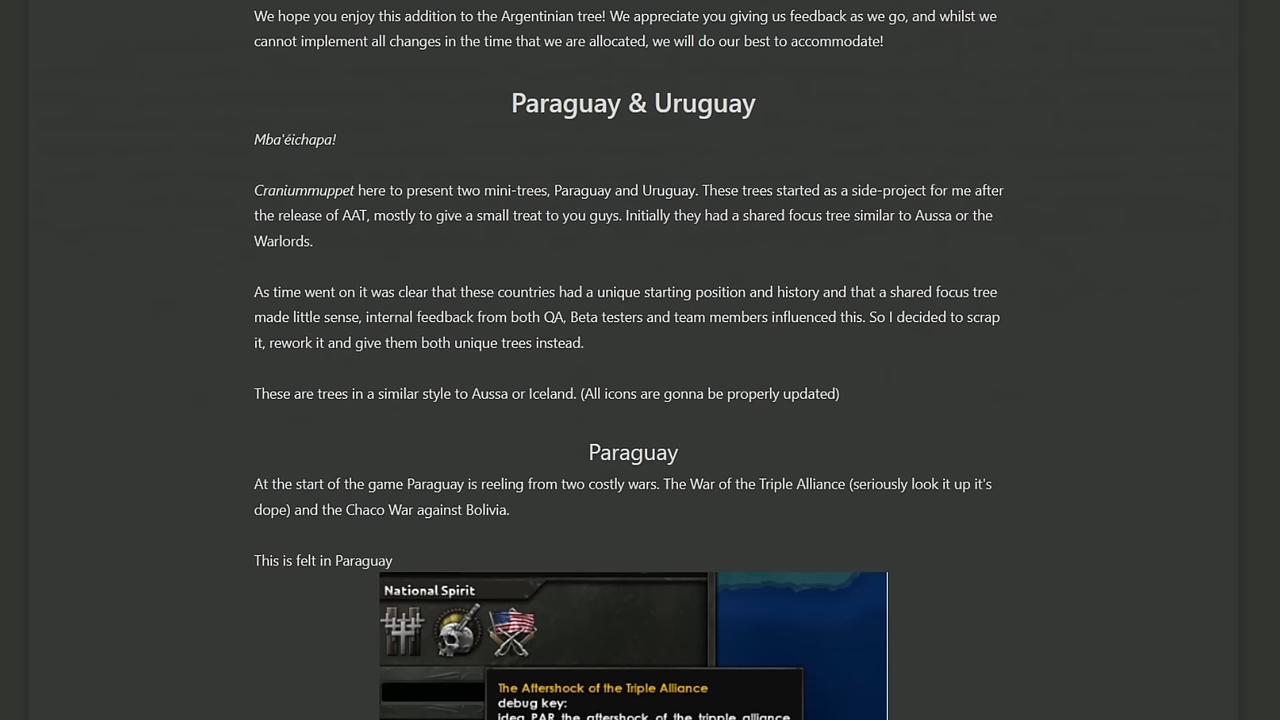 We hope you enjoy this addition to the Argentinian tree! We appreciate you giving us feedback as we go, and whilst we
cannot implement all changes in the time that we are allocated, we will do our best to accommodate!
Paraguay & Uruguay
Mba'éichapa!
Craniummuppet here to present two mini-trees, Paraguay and Uruguay. These trees started as a side-project for me after
the release of AAT, mostly to give a small treat to you guys. Initially they had a shared focus tree similar to Aussa or the
Warlords.
As time went on it was clear that these countries had a unique starting position and history and that a shared focus tree
made little sense, internal feedback from both QA, Beta testers and team members influenced this. So I decided to scrap
it, rework it and give them both unique trees instead.
These are trees in a similar style to Aussa or Iceland. (All icons are gonna be properly updated)
Paraguay
At the start of the game Paraguay is reeling from two costly wars. The War of the Triple Alliance (seriously look it up it's
dope) and the Chaco War against Bolivia.
This is felt in Paraguay
National Spirit
The Aftershock of the Triple Alliance
debug key:
idea PAR the aftershock of the tripple alliance